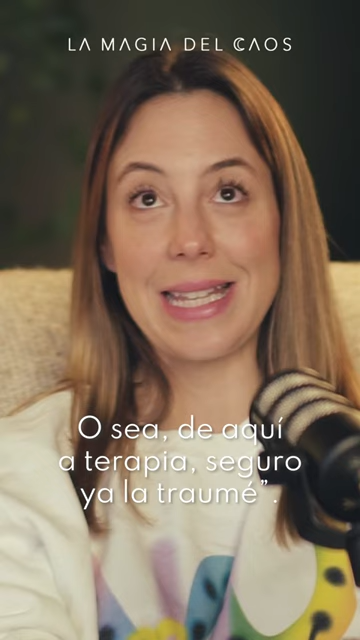 LA MAGIA DEL CAOS
O sea, de aquí
a terapia, seguro
ya la traumé”.